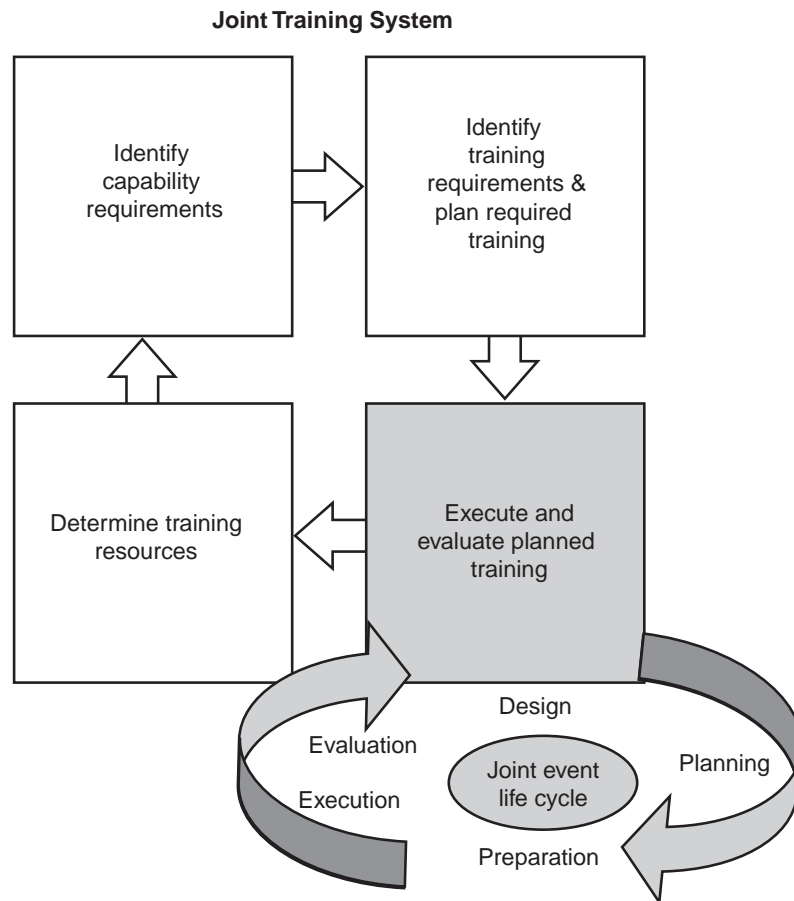 Joint Training System
Identify
capability
requirements
Identify
training
requirements &
plan required
training
Determine training
resources
Execute and
evaluate planned
training
Design
Evaluation
Planning
Joint event
life cycle
Execution
Preparation